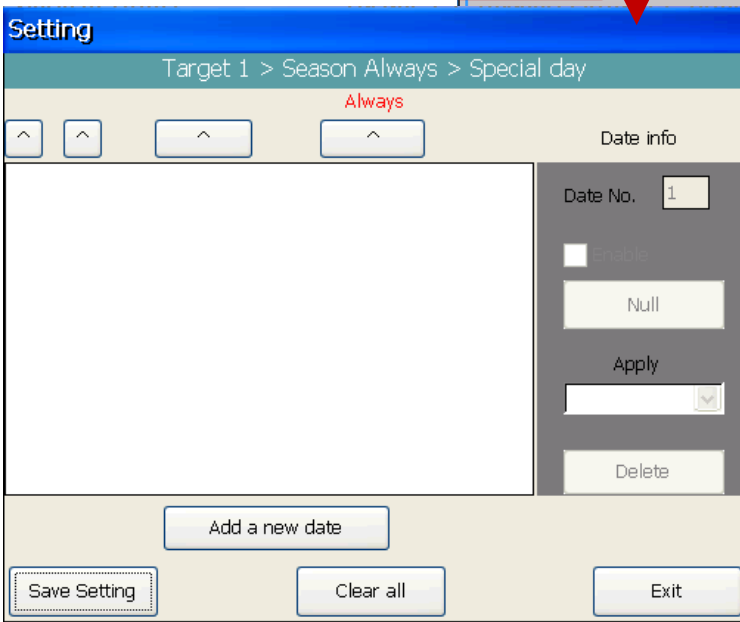 Setting
Target 1 > Season Always > Special day
Always
^ ^ ^ ^ Date info
Date No. 1
Enable
Null
Apply
Delete
Add a new date
Save Setting Clear all Exit